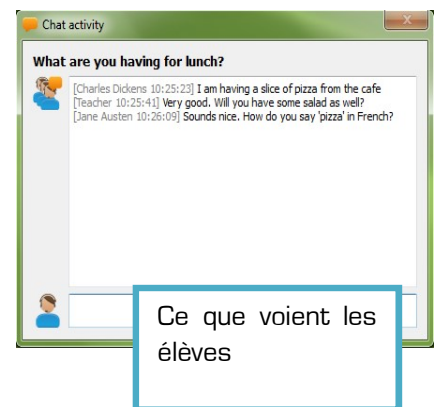 Chat activity
X
What are you having for lunch?
[Charles Dickens 10:25:23] I am having a slice of pizza from the cafe
[Teacher 10:25:41] Very good. Will you have some salad as well?
[Jane Austen 10:26:09] Sounds nice. How do you say 'pizza' in French?
Ce que voient les
élèves